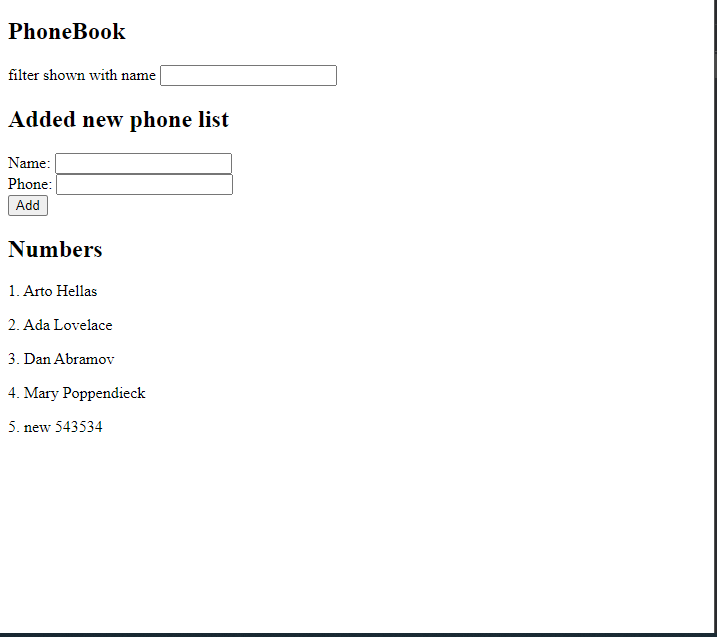 PhoneBook
filter shown with name
Added new phone list
Name:
Phone:
Add
Numbers
1. Arto Hellas
2. Ada Lovelace
3. Dan Abramov
4. Mary Poppendieck
5. new 543534